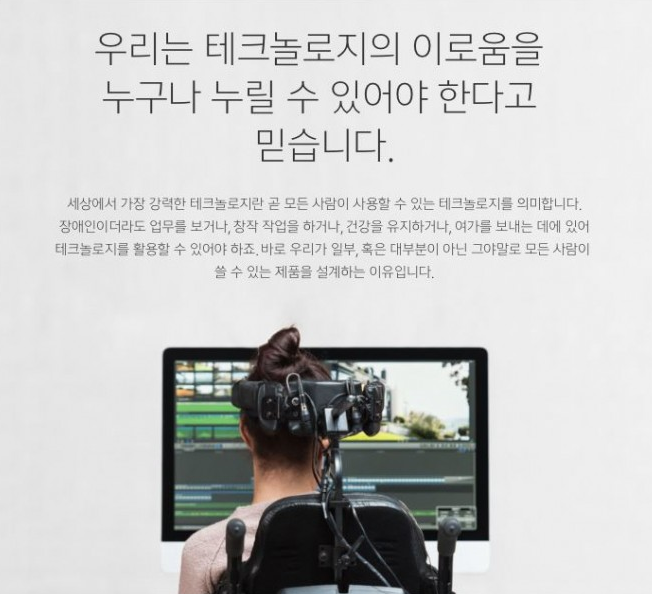 우리는 테크놀로지의 이로움을
누구나 누릴 수 있어야 한다고
믿습니다.
세상에서 가장 강력한 테크놀로지란 곧 모든 사람이 사용할 수 있는 테크놀로지를 의미합니다.
장애인이더라도 업무를 보거나, 창작 작업을 하거나, 건강을 유지하거나, 여가를 보내는 데에 있어
테크놀로지를 활용할 수 있어야 하죠. 바로 우리가 일부, 혹은 대부분이 아닌 그야말로 모든 사람이
쓸 수 있는 제품을 설계하는 이유입니다.